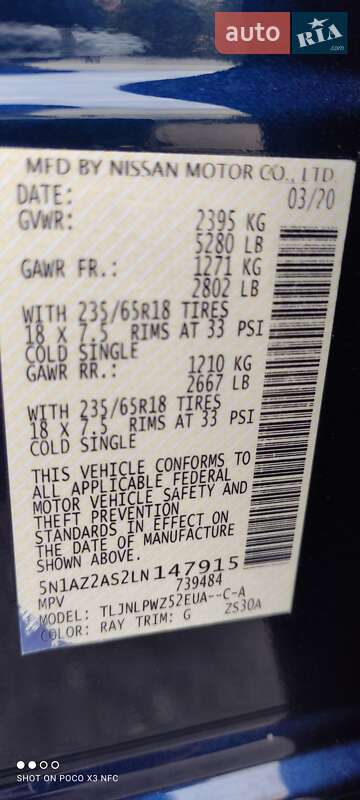 auto RIA.com
MFD BY NISSAN MOTOR CO., LTD.
DATE: 03/20
GVWR: 2395 KG
5280 LB
GAWR FR.: 1271 KG
2802 LB
WITH 235/65R18 TIRES
18 X 7.5 RIMS AT 33 PSI
COLD SINGLE
GAWR RR.: 1210 KG
2667 LB
WITH 235/65R18 TIRES
18 X 7.5 RIMS AT 33 PSI
COLD SINGLE
THIS VEHICLE CONFORMS TO
ALL APPLICABLE FEDERAL
MOTOR VEHICLE SAFETY AND
THEFT PREVENTION
STANDARDS IN EFFECT ON
THE DATE OF MANUFACTURE
SHOWN ABOVE.
5N1AZ2AS2LN147915
MPV 739484
MODEL: TLJNLPWZ52EUA--C-A
COLOR: RAY TRIM: G ZS30A
SHOT ON POCO X3 NFC